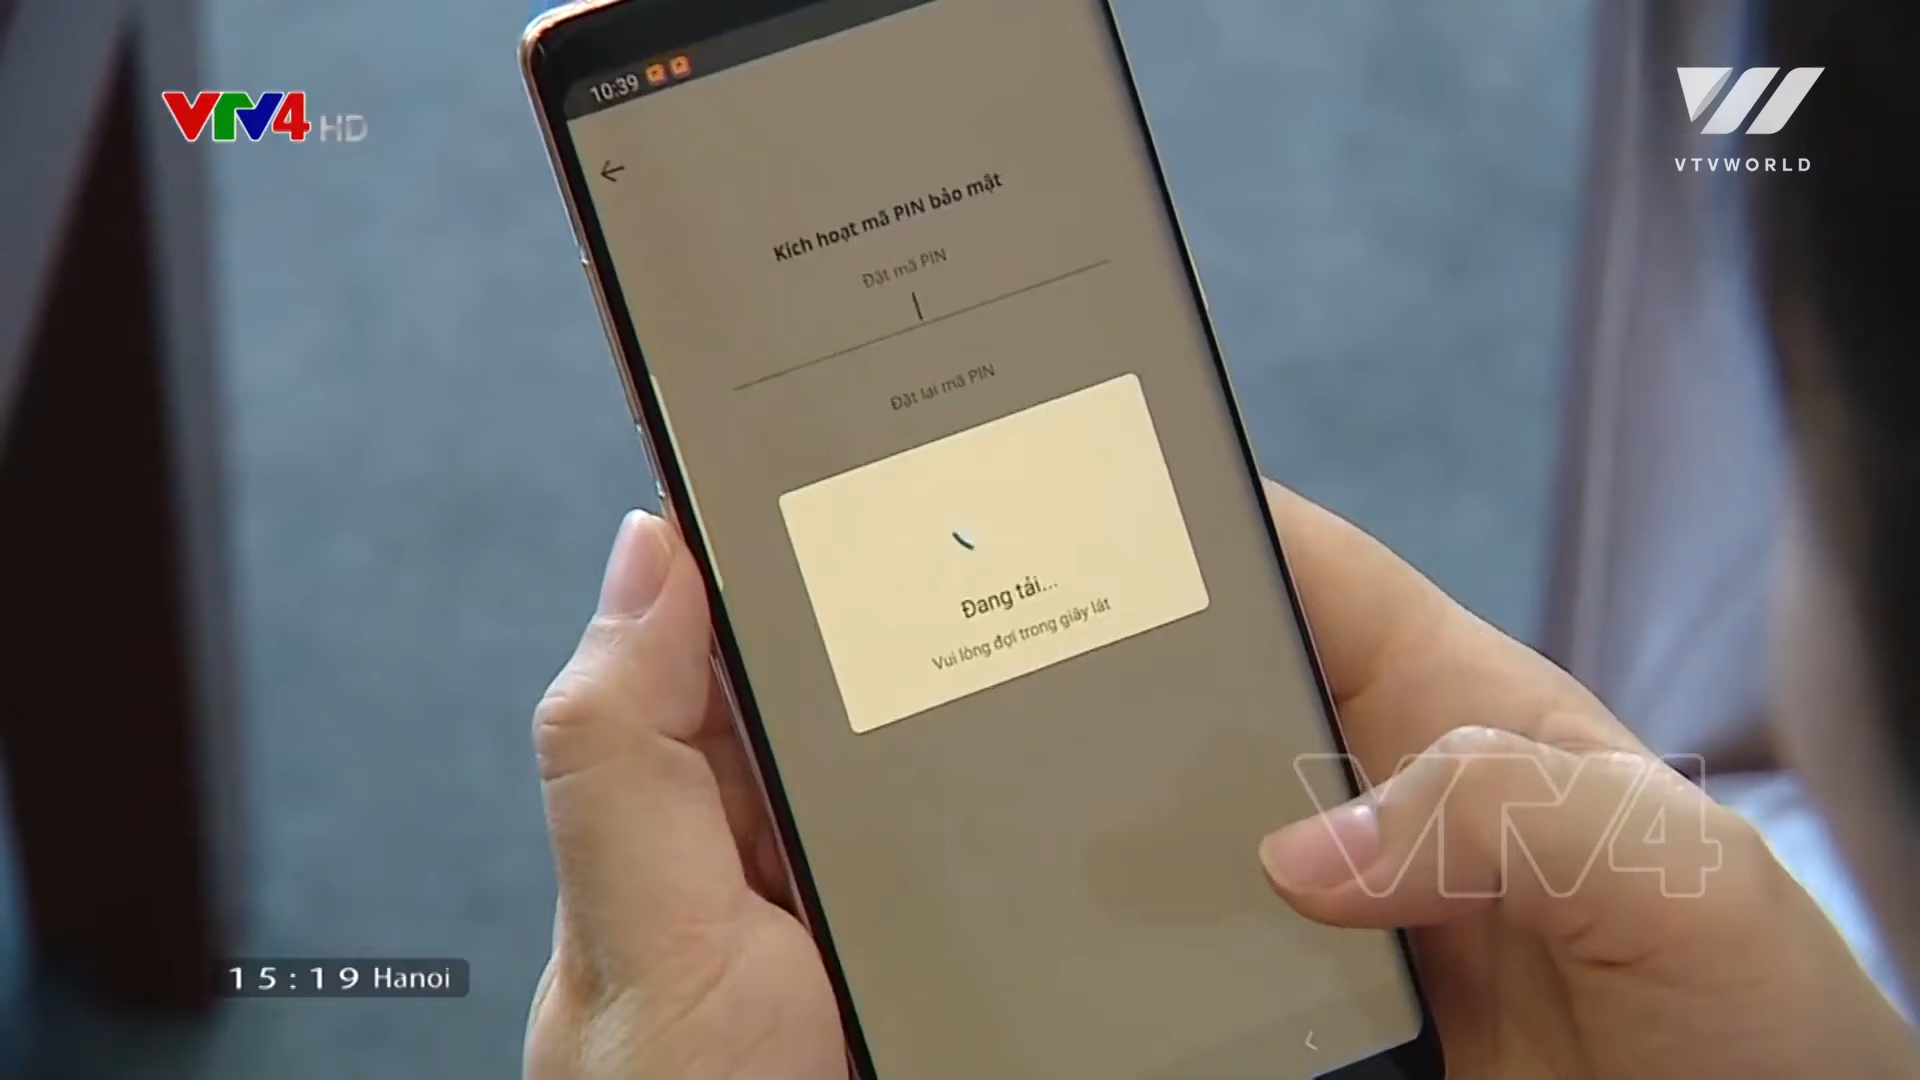 VTV4 HD
VTVWORLD
10:39
Kích hoạt mã PIN bảo mật
Đặt mã PIN
Đặt lại mã PIN
Đang tải...
Vui lòng đợi trong giây lát
VTV4
15:19 Hanoi